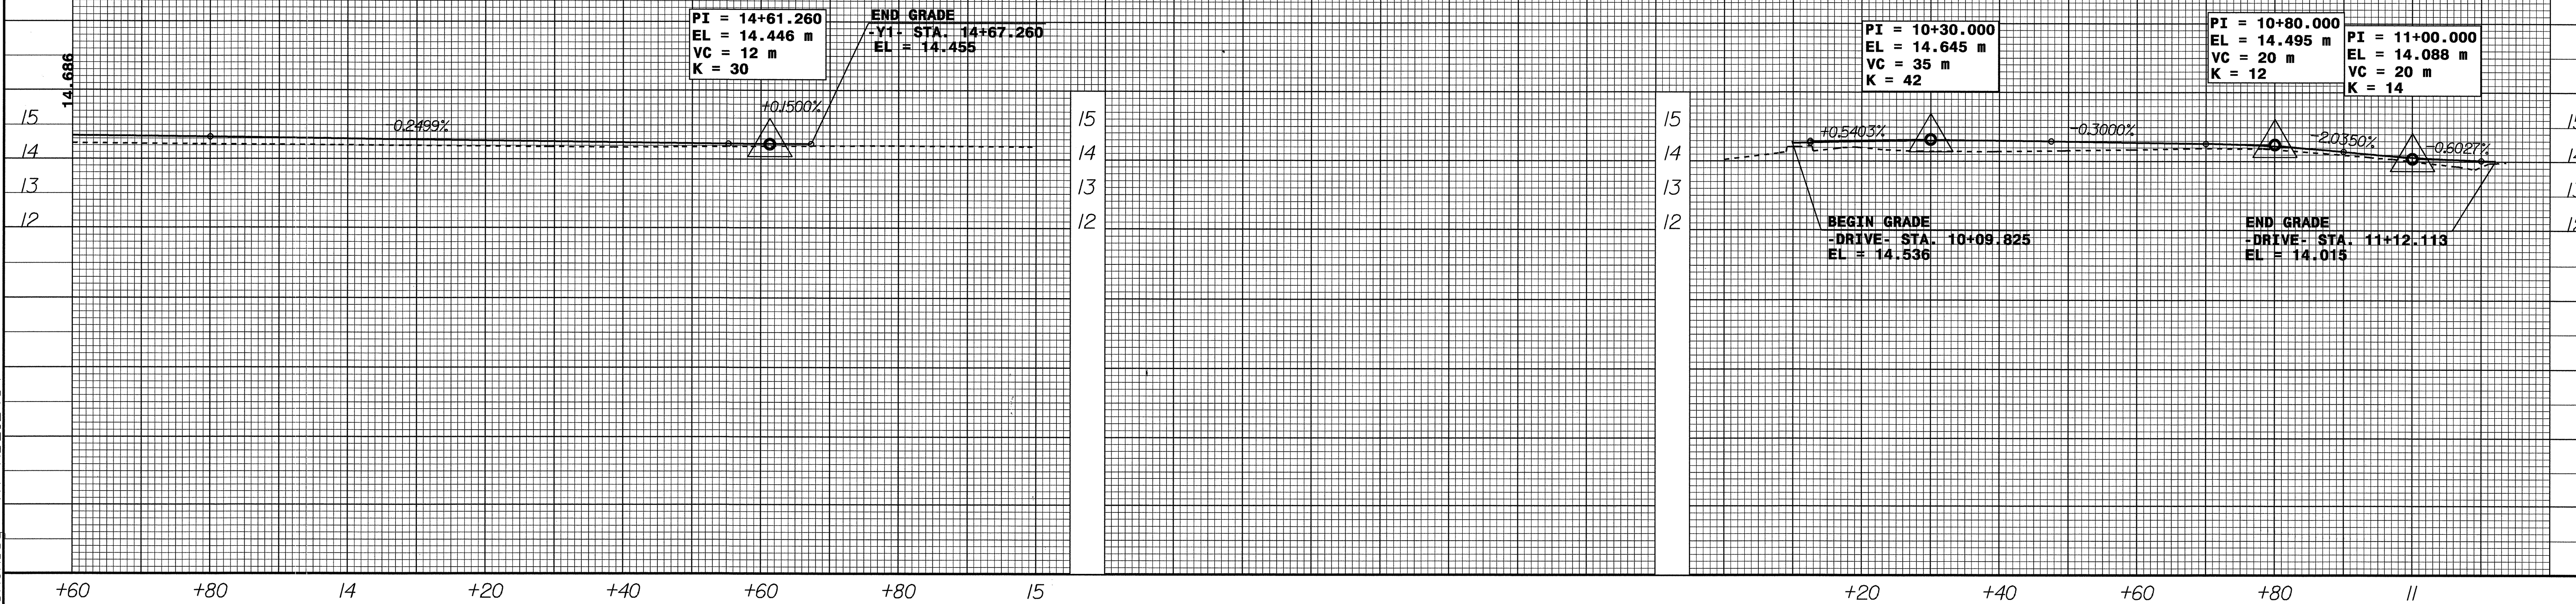 PI = 14+61.260
EL = 14.446 m
VC = 12 m
K = 30
END GRADE
-Y1- STA. 14+67.260
EL = 14.455
14.686
+0.1500%
-0.2499%
15
14
13
12
15
14
13
12
PI = 10+30.000
EL = 14.645 m
VC = 35 m
K = 42
PI = 10+80.000
EL = 14.495 m
VC = 20 m
K = 12
PI = 11+00.000
EL = 14.088 m
VC = 20 m
K = 14
15
14
13
12
+0.5403%
-0.3000%
-2.0350%
-0.6027%
BEGIN GRADE
-DRIVE- STA. 10+09.825
EL = 14.536
END GRADE
-DRIVE- STA. 11+12.113
EL = 14.015
+60 +80 14 +20 +40 +60 +80 15
+20 +40 +60 +80 11